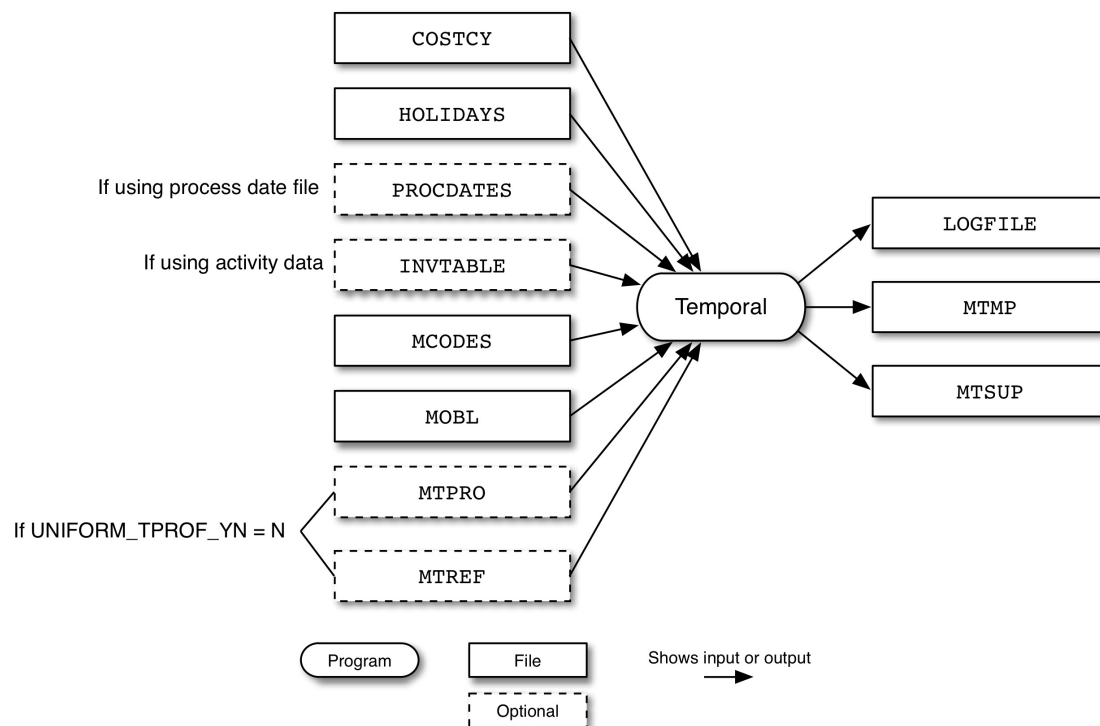 COSTCY
HOLIDAYS
If using process date file
PROCDATES
If using activity data
INVTABLE
MCODES
MOBL
MTPRO
If UNIFORM_TPROF_YN = N
MTREF
Temporal
LOGFILE
MTMP
MTSUP
Program
File
Optional
Shows input or output